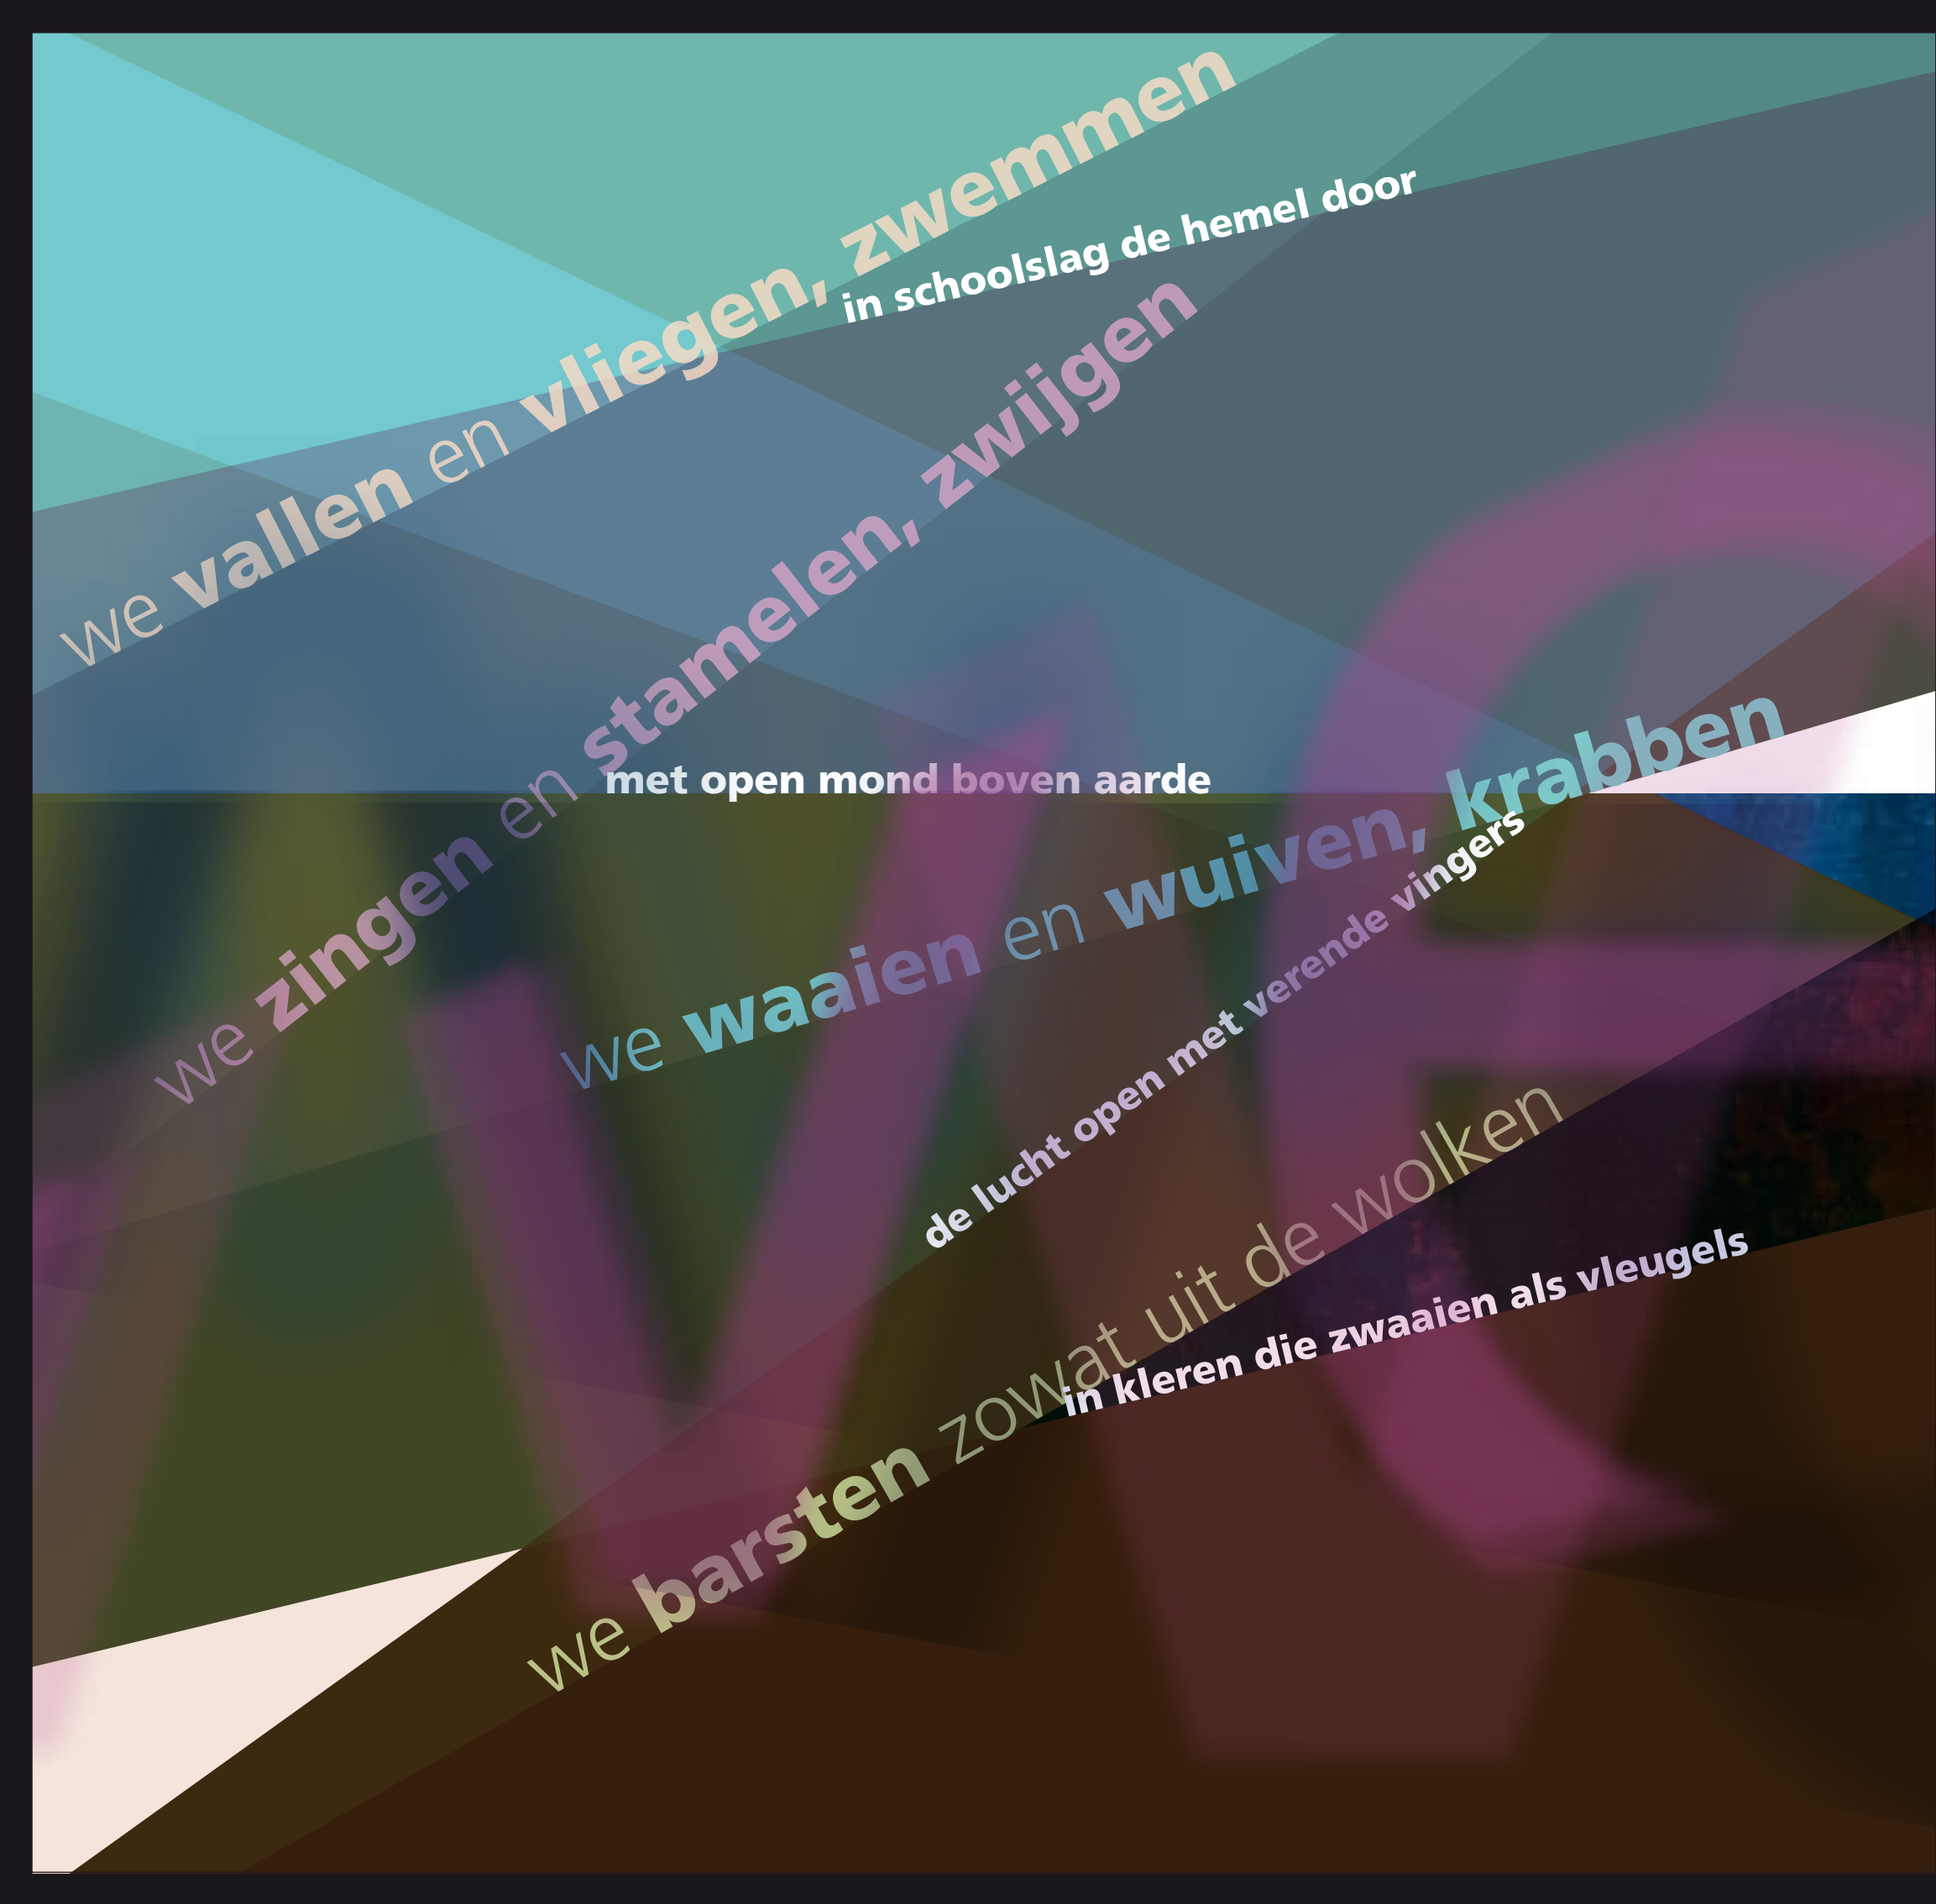 we vallen en vliegen, zwemmen
in schoolslag de hemel door
we zingen en stamelen, zwijgen
met open mond boven aarde
we waaien en wuiven, krabben
de lucht open met verende vingers
we barsten zowat uit de wolken
in kleren die zwaaien als vleugels